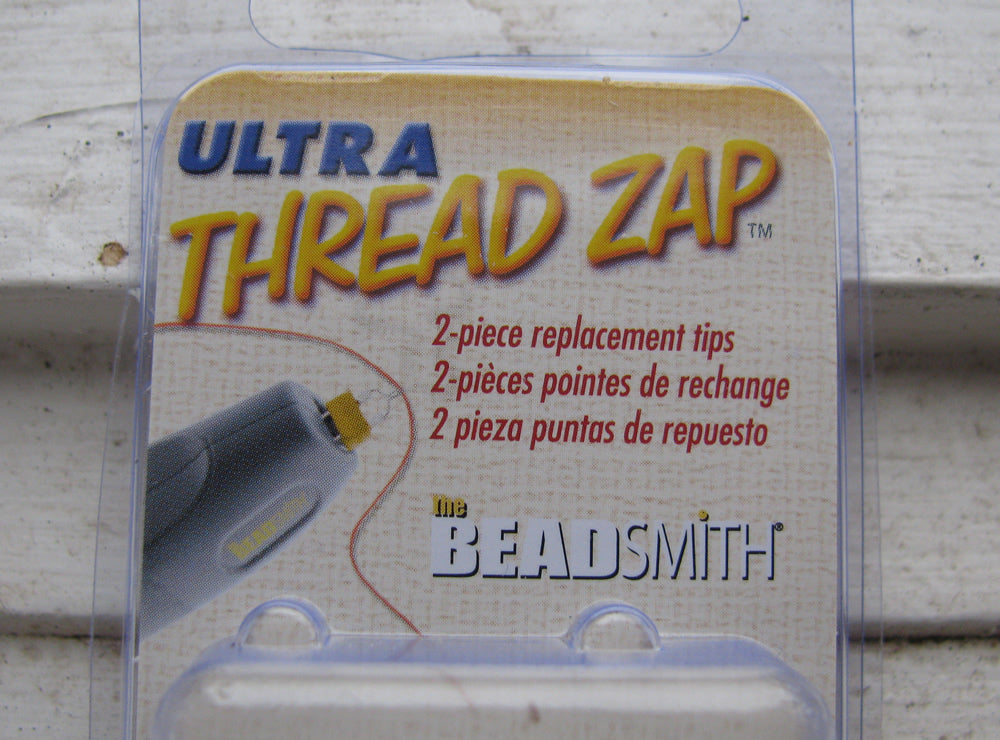 ULTRA
THREAD ZAP™
2-piece replacement tips
2-pièces pointes de rechange
2 pieza puntas de repuesto
the
BEADSMiTH®